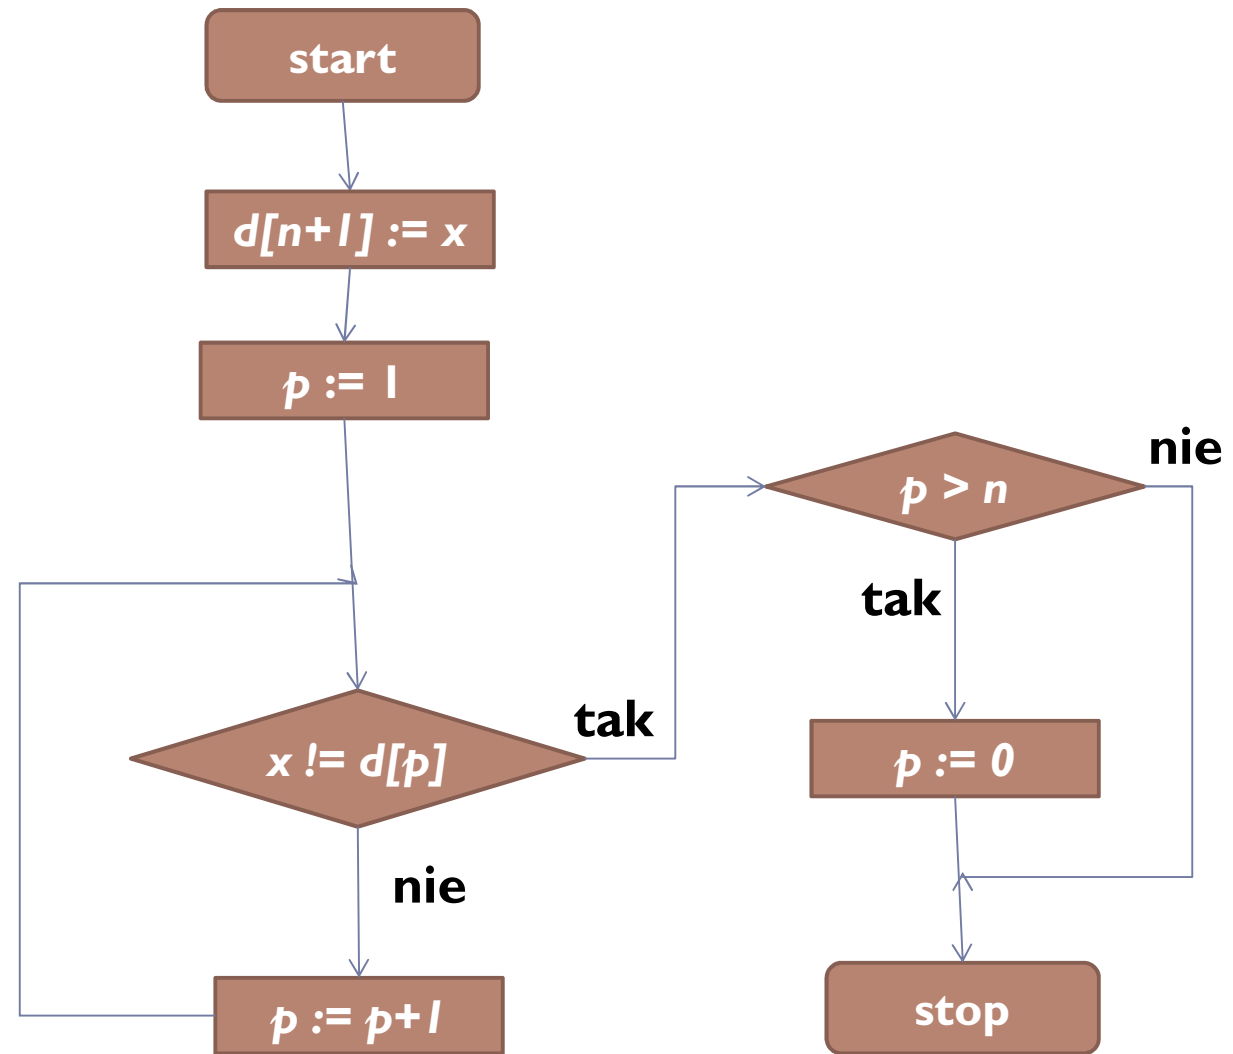 start
d[n+1] := x
p := 1
x != d[p]
tak
nie
p := p+1
p > n
nie
tak
p := 0
stop